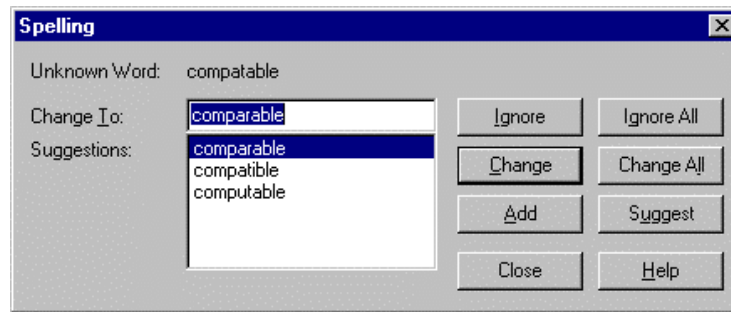 Spelling
Unknown Word: compatable
Change To: comparable
Suggestions: comparable
compatible
computable
Ignore Ignore All
Change Change All
Add Suggest
Close Help